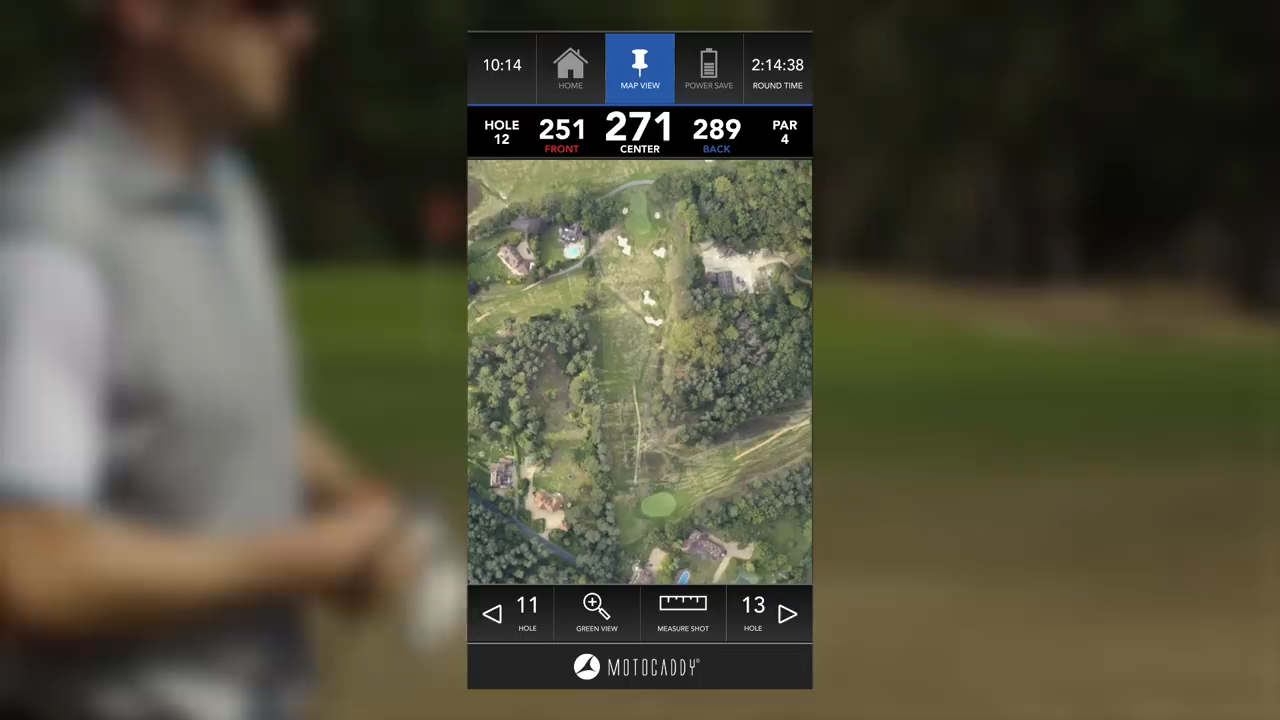 10:14
HOME
MAP VIEW
POWER SAVE
2:14:38
ROUND TIME
HOLE
12
251
FRONT
271
CENTER
289
BACK
PAR
4
11
HOLE
GREEN VIEW
MEASURE SHOT
13
HOLE
MOTOCADDY®